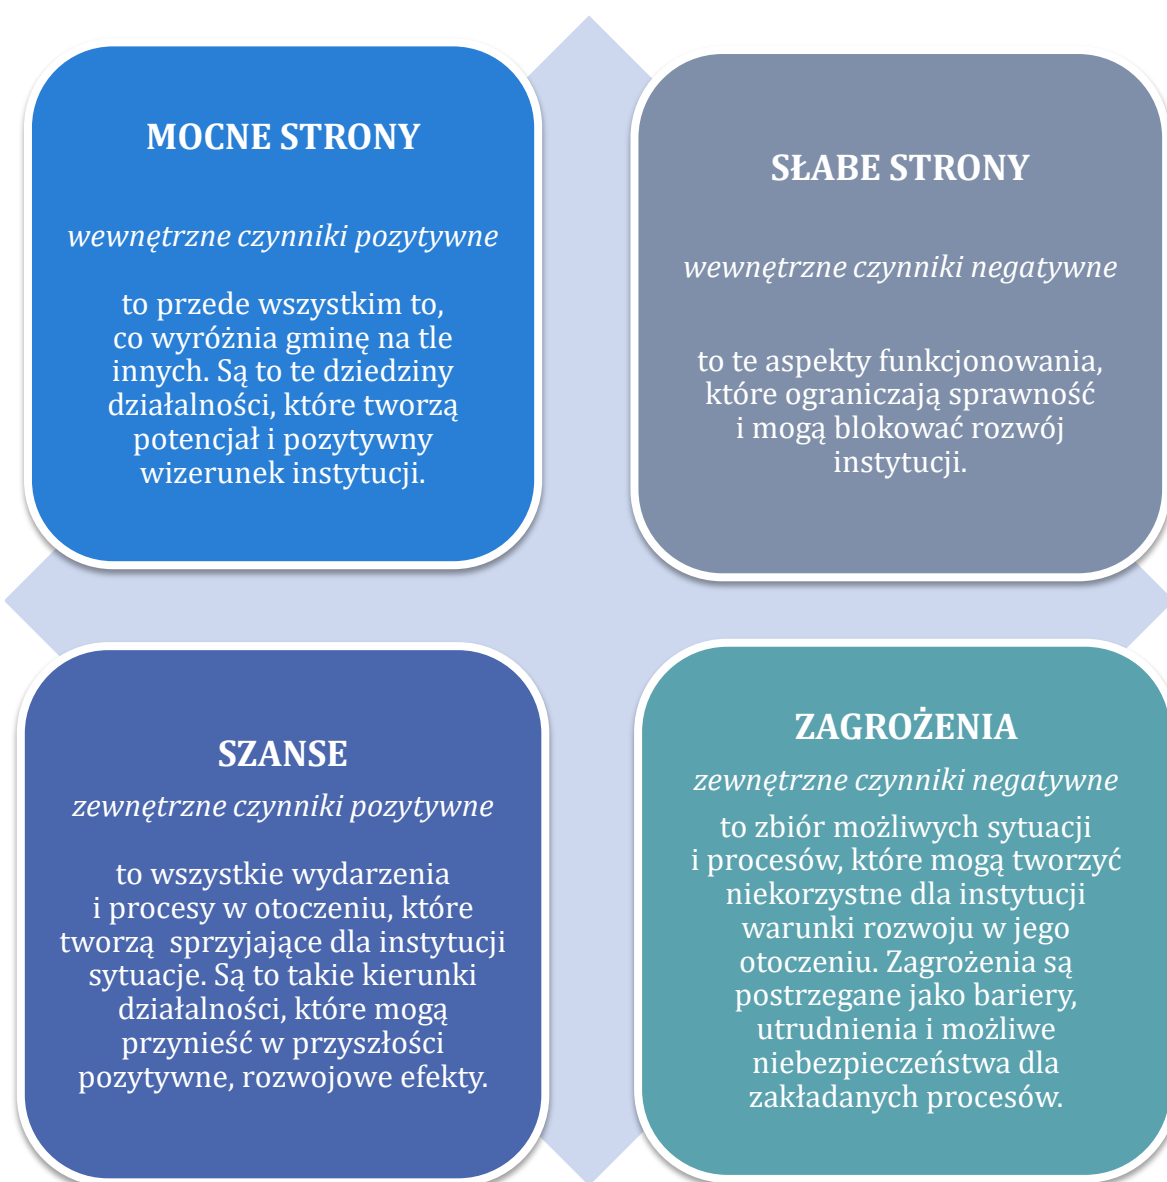 MOCNE STRONY
wewnętrzne czynniki pozytywne
to przede wszystkim to,
co wyróżnia gminę na tle
innych. Są to te dziedziny
działalności, które tworzą
potencjał i pozytywny
wizerunek instytucji.
SŁABE STRONY
wewnętrzne czynniki negatywne
to te aspekty funkcjonowania,
które ograniczają sprawność
i mogą blokować rozwój
instytucji.
SZANSE
zewnętrzne czynniki pozytywne
to wszystkie wydarzenia
i procesy w otoczeniu, które
tworzą  sprzyjające dla instytucji
sytuacje. Są to takie kierunki
działalności, które mogą
przynieść w przyszłości
pozytywne, rozwojowe efekty.
ZAGROŻENIA
zewnętrzne czynniki negatywne
to zbiór możliwych sytuacji
i procesów, które mogą tworzyć
niekorzystne dla instytucji
warunki rozwoju w jego
otoczeniu. Zagrożenia są
postrzegane jako bariery,
utrudnienia i możliwe
niebezpieczeństwa dla
zakładanych procesów.